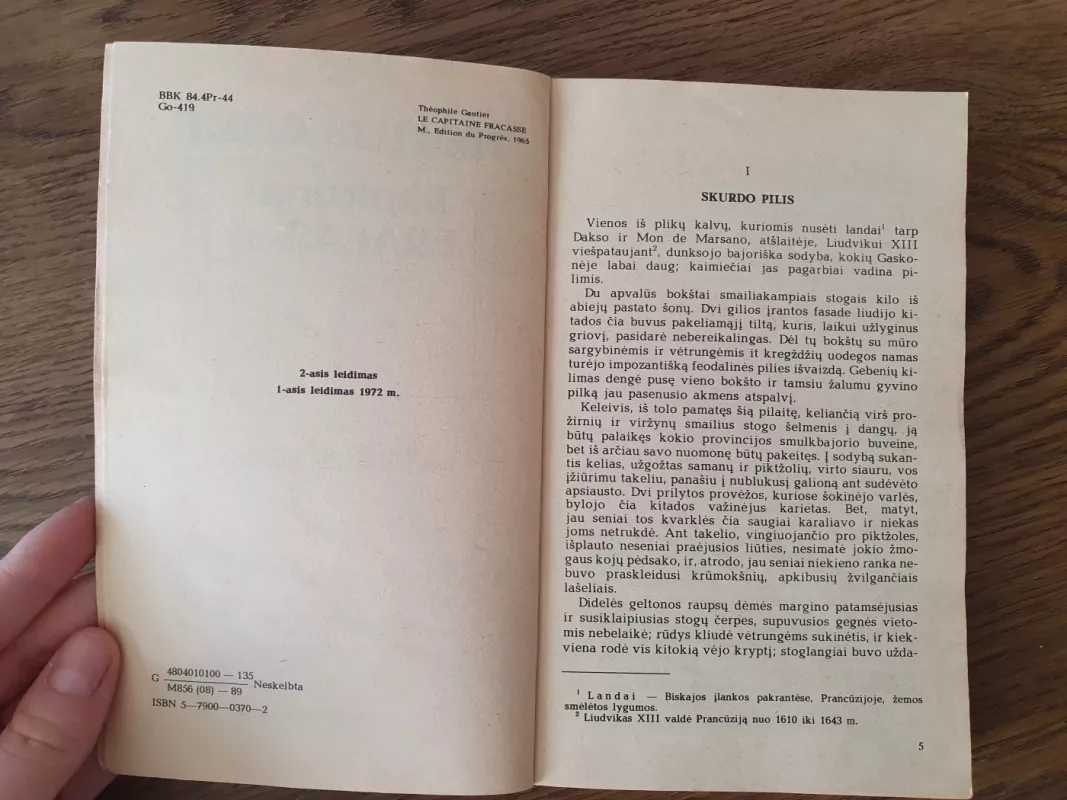 BBK 84.4Pr-44
Go-419
Théophile Gautier
LE CAPITAINE FRACASSE
M., Edition du Progrès, 1965
2-asis leidimas
1-asis leidimas 1972 m.
G 4804010100 — 135
M856 (08) — 89 Neskelbta
ISBN 5—7900—0370—2
I
SKURDO PILIS
Vienos iš plikų kalvų, kuriomis nusėti landai¹ tarp
Dakso ir Mon de Marsano, atšlaitėje, Liudvikui XIII
viešpataujant², dunksojo bajoriška sodyba, kokių Gasko-
nėje labai daug; kaimiečiai jas pagarbiai vadina pi-
limis.
Du apvalūs bokštai smailiakampiais stogais kilo iš
abiejų pastato šonų. Dvi gilios įrantos fasade liudijo ki-
tados čia buvus pakeliamąjį tiltą, kuris, laikui užlyginus
griovį, pasidarė nebereikalingas. Dėl tų bokštų su mūro
sargybinėmis ir vėtrungėmis it kregždžių uodegos namas
turėjo impozantišką feodalinės pilies išvaizdą. Gebenių ki-
limas dengė pusę vieno bokšto ir tamsiu žalumu gyvino
pilką jau pasenusio akmens atspalvį.
Keleivis, iš tolo pamatęs šią pilaitę, keliančią virš pro-
žirnių ir viržynų smailius stogo šelmenis į dangų, ją
būtų palaikęs kokio provincijos smulkbajorio buveine,
bet iš arčiau savo nuomonę būtų pakeitęs. Į sodybą sukan-
tis kelias, užgožtas samanų ir piktžolių, virto siauru, vos
įžiūrimu takeliu, panašiu į nublukusį galioną ant sudėvėto
apsiausto. Dvi prilytos provėžos, kuriose šokinėjo varlės,
bylojo čia kitados važinėjus karietas. Bet, matyt,
jau seniai tos kvarklės čia saugiai karaliavo ir niekas
joms netrukdė. Ant takelio, vingiuojančio pro piktžoles,
išplauto neseniai praėjusios liūties, nesimatė jokio žmo-
gaus kojų pėdsako, ir, atrodo, jau seniai niekieno ranka ne-
buvo praskleidusi krūmokšnių, apkibusių žvilgančiais
lašeliais.
Didelės geltonos raupsų dėmės margino patamsėjusias
ir susiklaipiusias stogų čerpes, supuvusios gegnės vieto-
mis nebelaikė; rūdys kliudė vėtrungėms sukinėtis, ir kiek-
viena rodė vis kitokią vėjo kryptį; stoglangiai buvo užda-
¹ Landai — Biskajos įlankos pakrantėse, Prancūzijoje, žemos
smėlėtos lygumos.
² Liudvikas XIII valdė Prancūziją nuo 1610 iki 1643 m.
5